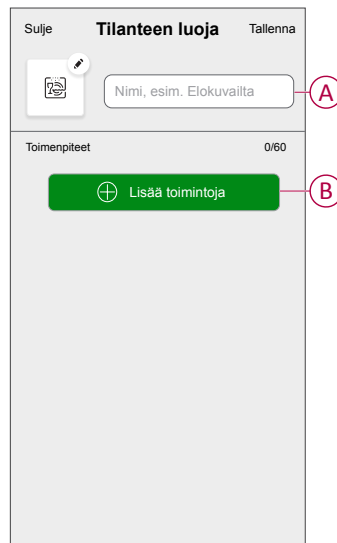 Sulje Tilanteen luoja Tallenna
Nimi, esim. Elokuvailta A
Toimenpiteet 0/60
Lisää toimintoja B